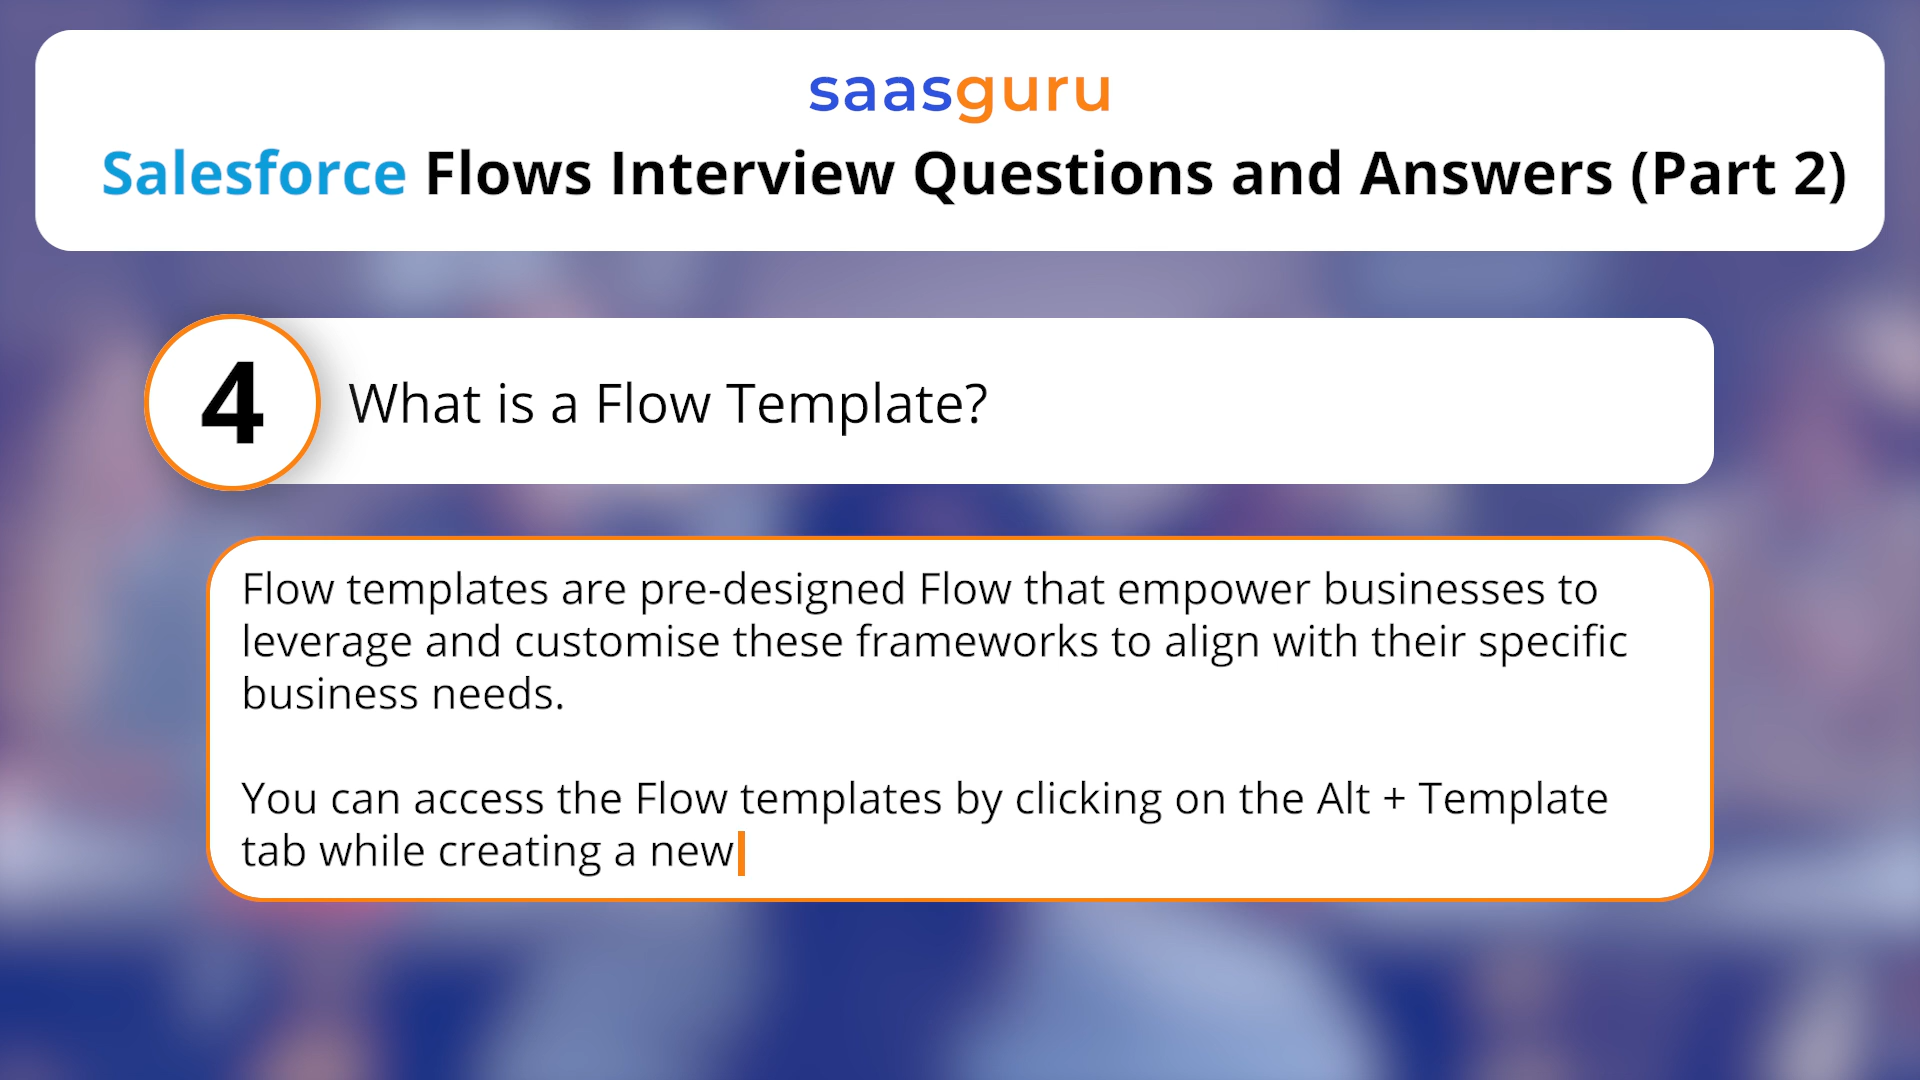 saasguru
Salesforce Flows Interview Questions and Answers (Part 2)
4
What is a Flow Template?
Flow templates are pre-designed Flow that empower businesses to
leverage and customise these frameworks to align with their specific
business needs.
You can access the Flow templates by clicking on the Alt + Template
tab while creating a new